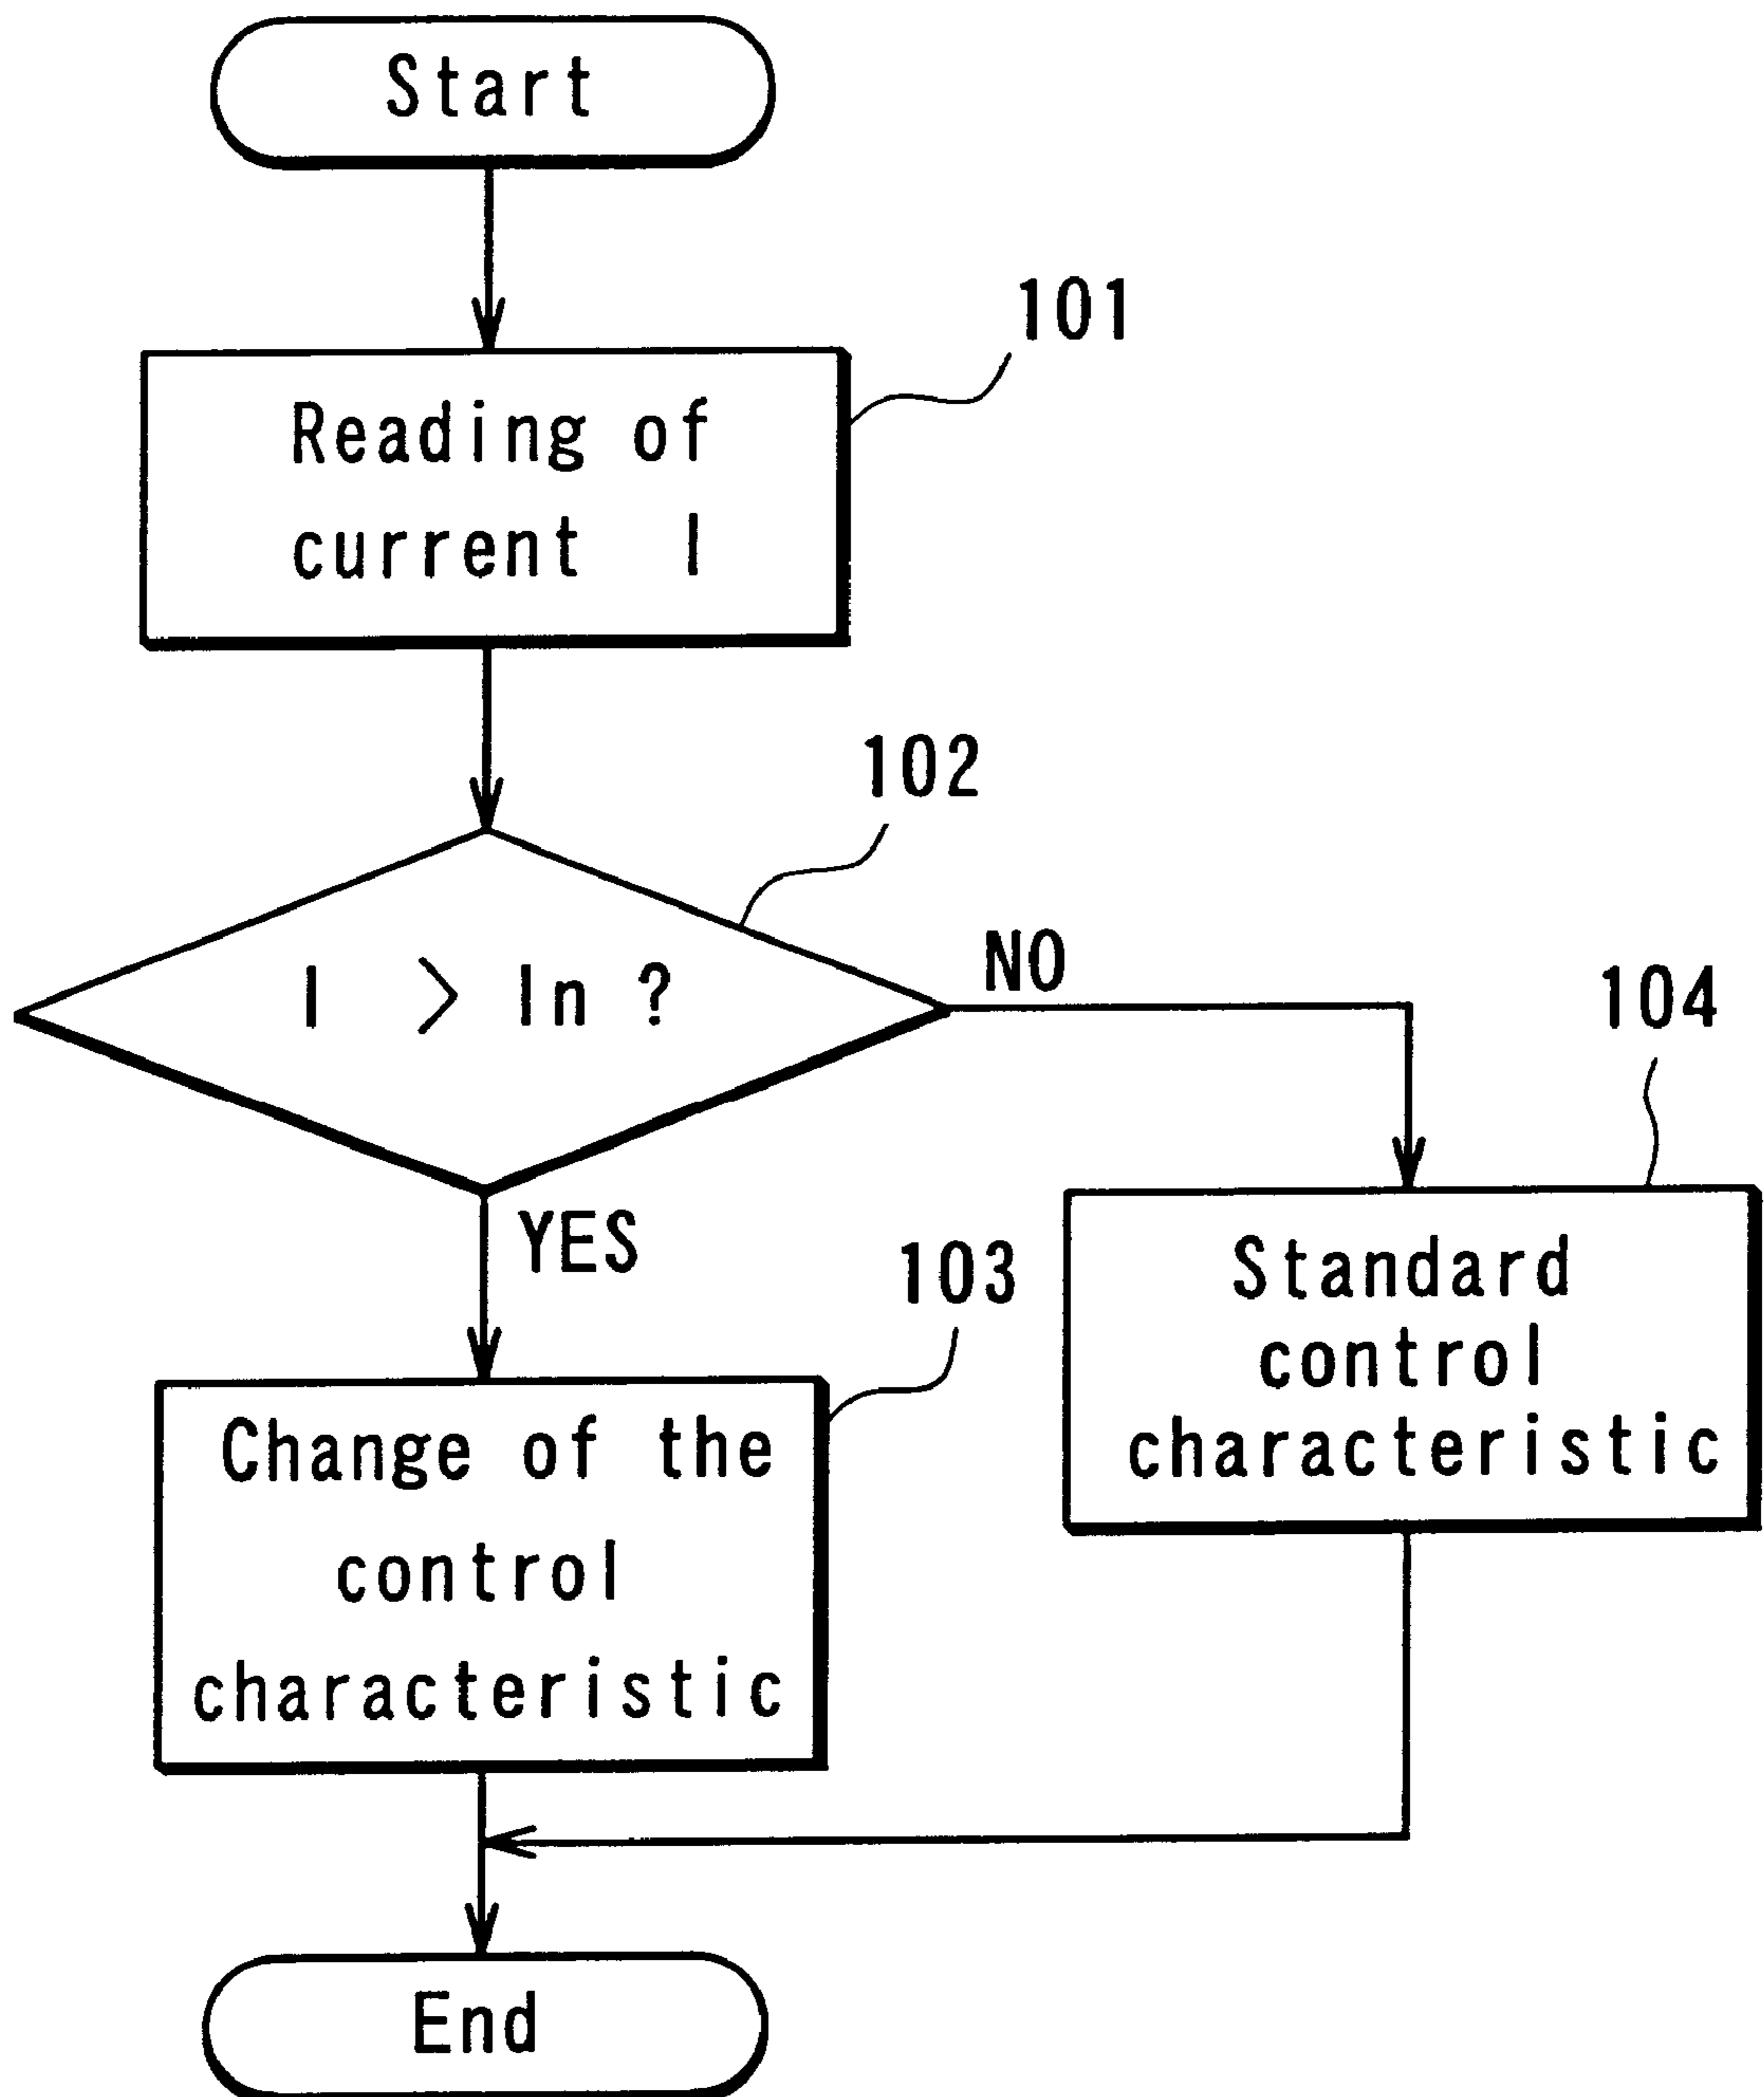 Start
101
Reading of
current I
102
I > In ?
NO
104
YES
103
Standard
control
characteristic
Change of the
control
characteristic
End